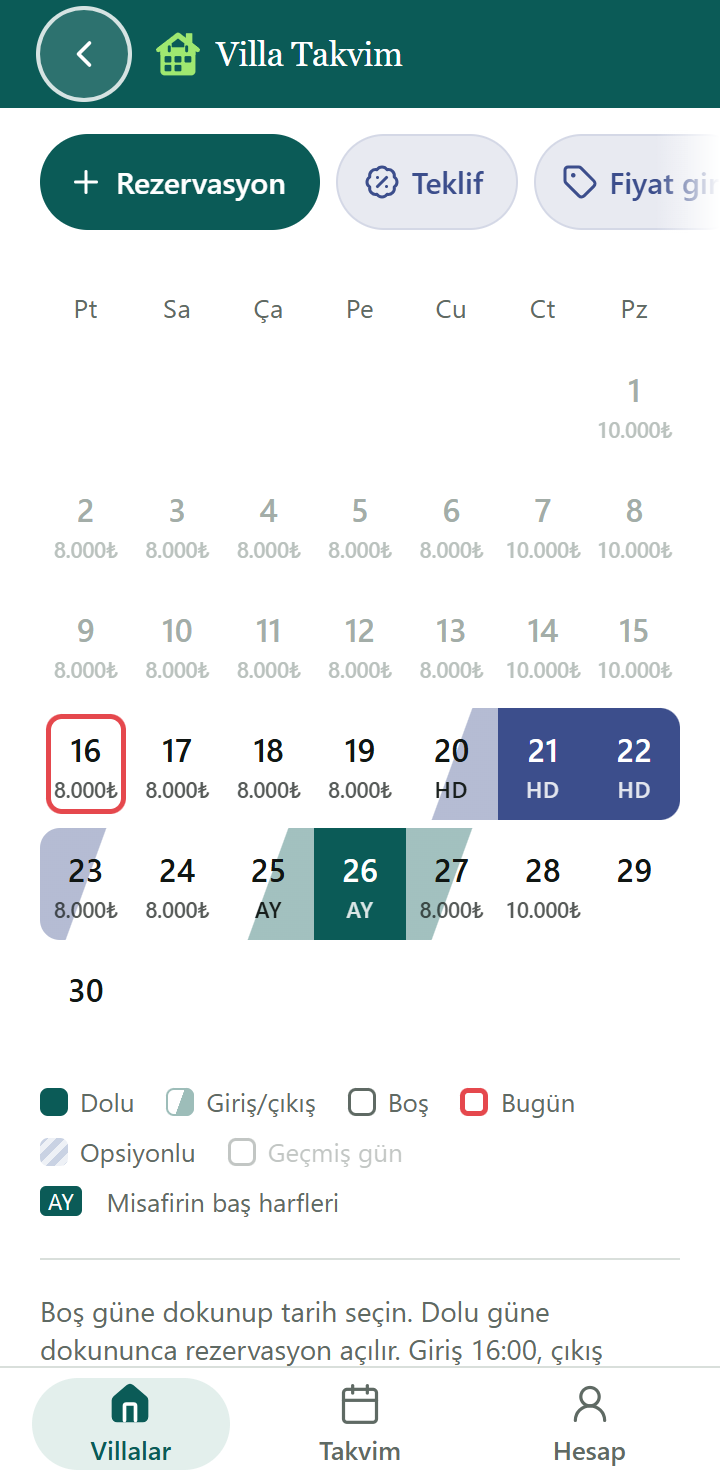 Villa Takvim
+ Rezervasyon Teklif Fiyat gir
Pt Sa Ça Pe Cu Ct Pz
1
10.000₺
2 3 4 5 6 7 8
8.000₺ 8.000₺ 8.000₺ 8.000₺ 8.000₺ 10.000₺ 10.000₺
9 10 11 12 13 14 15
8.000₺ 8.000₺ 8.000₺ 8.000₺ 8.000₺ 10.000₺ 10.000₺
16 17 18 19 20 21 22
8.000₺ 8.000₺ 8.000₺ 8.000₺ HD HD HD
23 24 25 26 27 28 29
8.000₺ 8.000₺ AY AY 8.000₺ 10.000₺
30
Dolu Giriş/çıkış Boş Bugün
Opsiyonlu Geçmiş gün
AY Misafirin baş harfleri
Boş güne dokunup tarih seçin. Dolu güne
dokununca rezervasyon açılır. Giriş 16:00, çıkış
Villalar Takvim Hesap